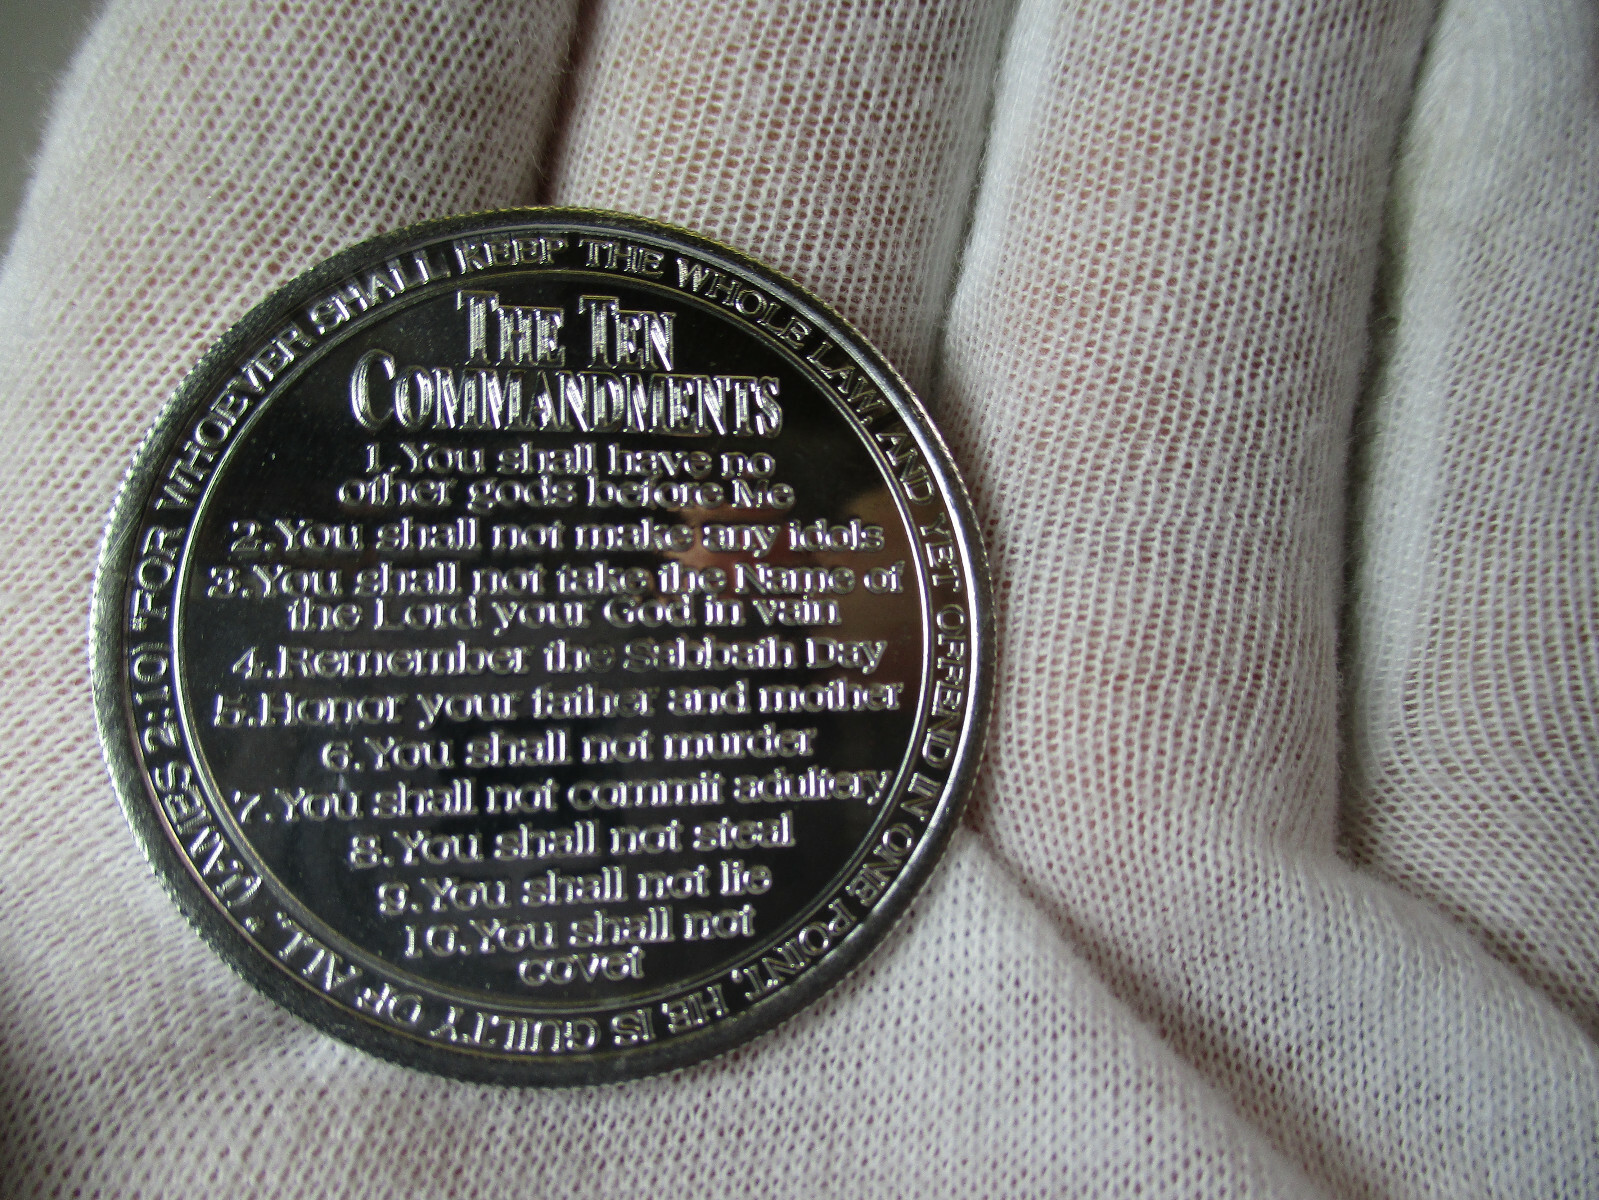 "FOR WHOEVER SHALL KEEP THE WHOLE LAW, AND YET OFFEND IN ONE POINT, HE IS GUILTY OF ALL." (JAMES 2:10)
THE TEN
COMMANDMENTS
1.You shall have no
other gods before Me
2.You shall not make any idols
3.You shall not take the Name of
the Lord your God in vain
4.Remember the Sabbath Day
5.Honor your father and mother
6.You shall not murder
7.You shall not commit adultery
8.You shall not steal
9.You shall not lie
10.You shall not
covet